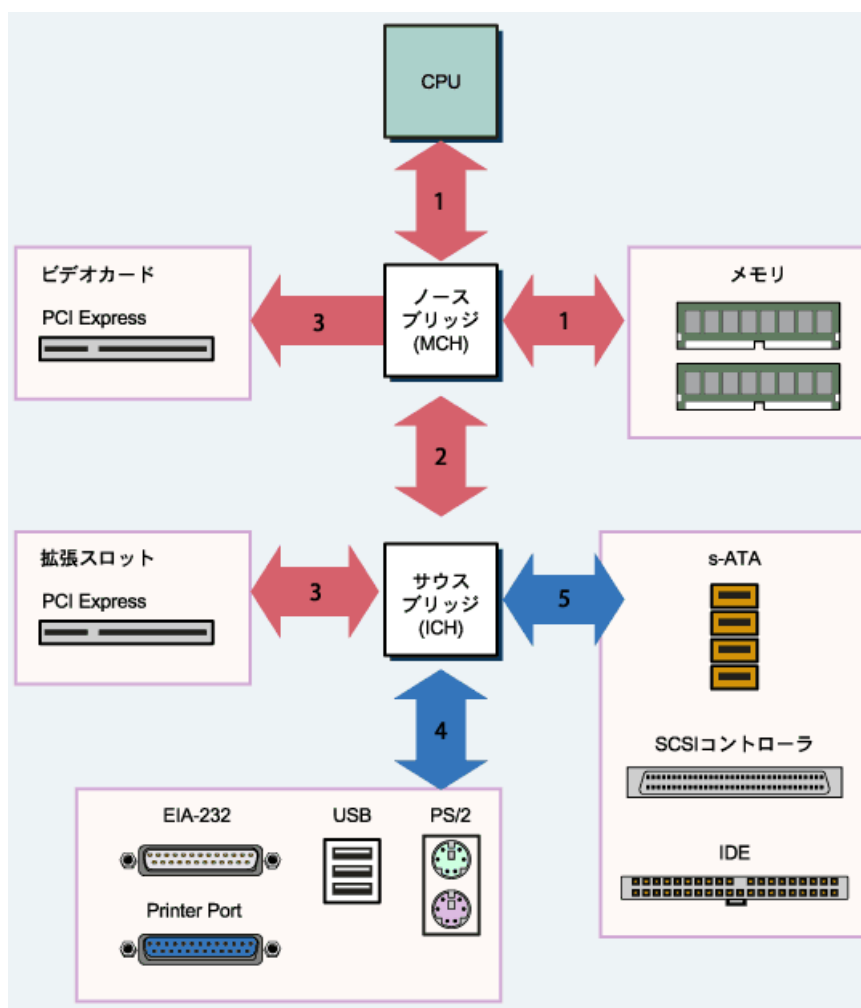 CPU
1
ビデオカード
PCI Express
3
ノース
ブリッジ
(MCH)
1
メモリ
2
拡張スロット
PCI Express
3
サウス
ブリッジ
(ICH)
5
s-ATA
SCSIコントローラ
IDE
4
EIA-232
USB
PS/2
Printer Port